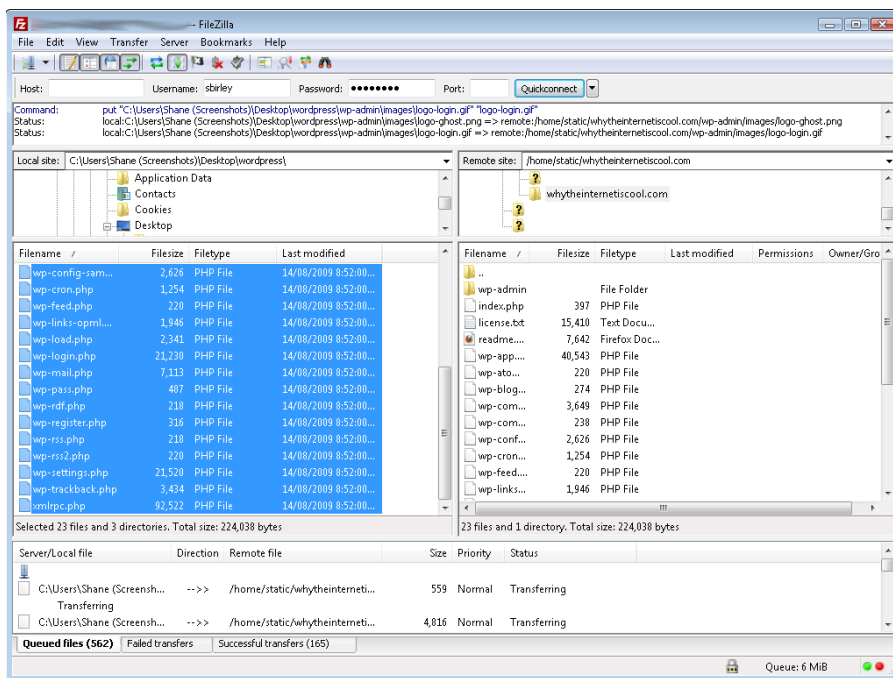 - FileZilla
File Edit View Transfer Server Bookmarks Help
Host: Username: sbirley Password: ●●●●●●●● Port: Quickconnect
Command: put "C:\Users\Shane (Screenshots)\Desktop\wordpress\wp-admin\images\logo-login.gif" "logo-login.gif"
Status: local:C:\Users\Shane (Screenshots)\Desktop\wordpress\wp-admin\images\logo-ghost.png => remote:/home/static/whytheinternetiscool.com/wp-admin/images/logo-ghost.png
Status: local:C:\Users\Shane (Screenshots)\Desktop\wordpress\wp-admin\images\logo-login.gif => remote:/home/static/whytheinternetiscool.com/wp-admin/images/logo-login.gif
Local site: C:\Users\Shane (Screenshots)\Desktop\wordpress\
Application Data
Contacts
Cookies
Desktop
Remote site: /home/static/whytheinternetiscool.com
?
whytheinternetiscool.com
?
?
Filename / Filesize Filetype Last modified
wp-config-sam... 2,626 PHP File 14/08/2009 8:52:00...
wp-cron.php 1,254 PHP File 14/08/2009 8:52:00...
wp-feed.php 220 PHP File 14/08/2009 8:52:00...
wp-links-opml.... 1,946 PHP File 14/08/2009 8:52:00...
wp-load.php 2,341 PHP File 14/08/2009 8:52:00...
wp-login.php 21,230 PHP File 14/08/2009 8:52:00...
wp-mail.php 7,113 PHP File 14/08/2009 8:52:00...
wp-pass.php 487 PHP File 14/08/2009 8:52:00...
wp-rdf.php 218 PHP File 14/08/2009 8:52:00...
wp-register.php 316 PHP File 14/08/2009 8:52:00...
wp-rss.php 218 PHP File 14/08/2009 8:52:00...
wp-rss2.php 220 PHP File 14/08/2009 8:52:00...
wp-settings.php 21,520 PHP File 14/08/2009 8:52:00...
wp-trackback.php 3,434 PHP File 14/08/2009 8:52:00...
xmlrpc.php 92,522 PHP File 14/08/2009 8:52:00...
Selected 23 files and 3 directories. Total size: 224,038 bytes
Filename / Filesize Filetype Last modified Permissions Owner/Gro
..
wp-admin File Folder
index.php 397 PHP File
license.txt 15,410 Text Docu...
readme.... 7,642 Firefox Doc...
wp-app.... 40,543 PHP File
wp-ato... 220 PHP File
wp-blog... 274 PHP File
wp-com... 3,649 PHP File
wp-com... 238 PHP File
wp-conf... 2,626 PHP File
wp-cron... 1,254 PHP File
wp-feed.... 220 PHP File
wp-links... 1,946 PHP File
23 files and 1 directory. Total size: 224,038 bytes
Server/Local file Direction Remote file Size Priority Status
C:\Users\Shane (Screensh... -->> /home/static/whytheinterneti... 559 Normal Transferring
Transferring
C:\Users\Shane (Screensh... -->> /home/static/whytheinterneti... 4,816 Normal Transferring
Queued files (562) Failed transfers Successful transfers (165)
Queue: 6 MiB